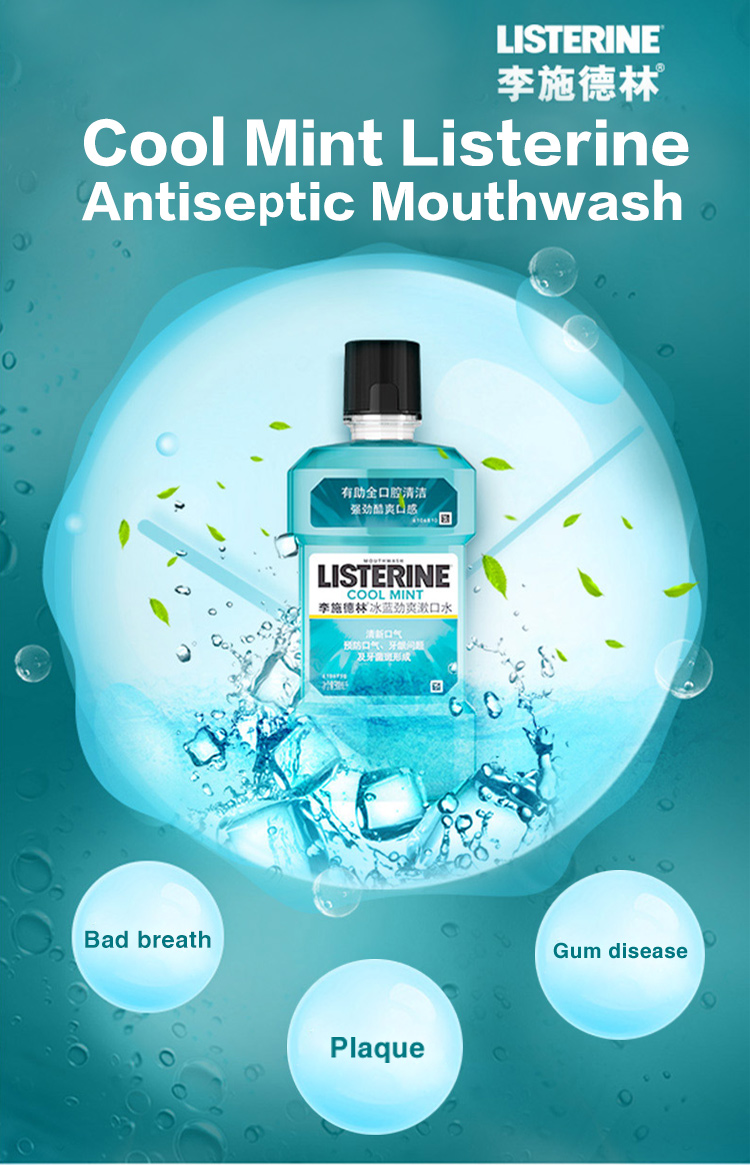 LISTERINE®
李施德林®
Cool Mint Listerine
Antiseptic Mouthwash
有助全口腔清洁
强劲酷爽口感
MOUTHWASH
LISTERINE
COOL MINT
李施德林®冰蓝劲爽漱口水
清新口气
预防口气、牙龈问题
及牙菌斑形成
Bad breath
Gum disease
Plaque